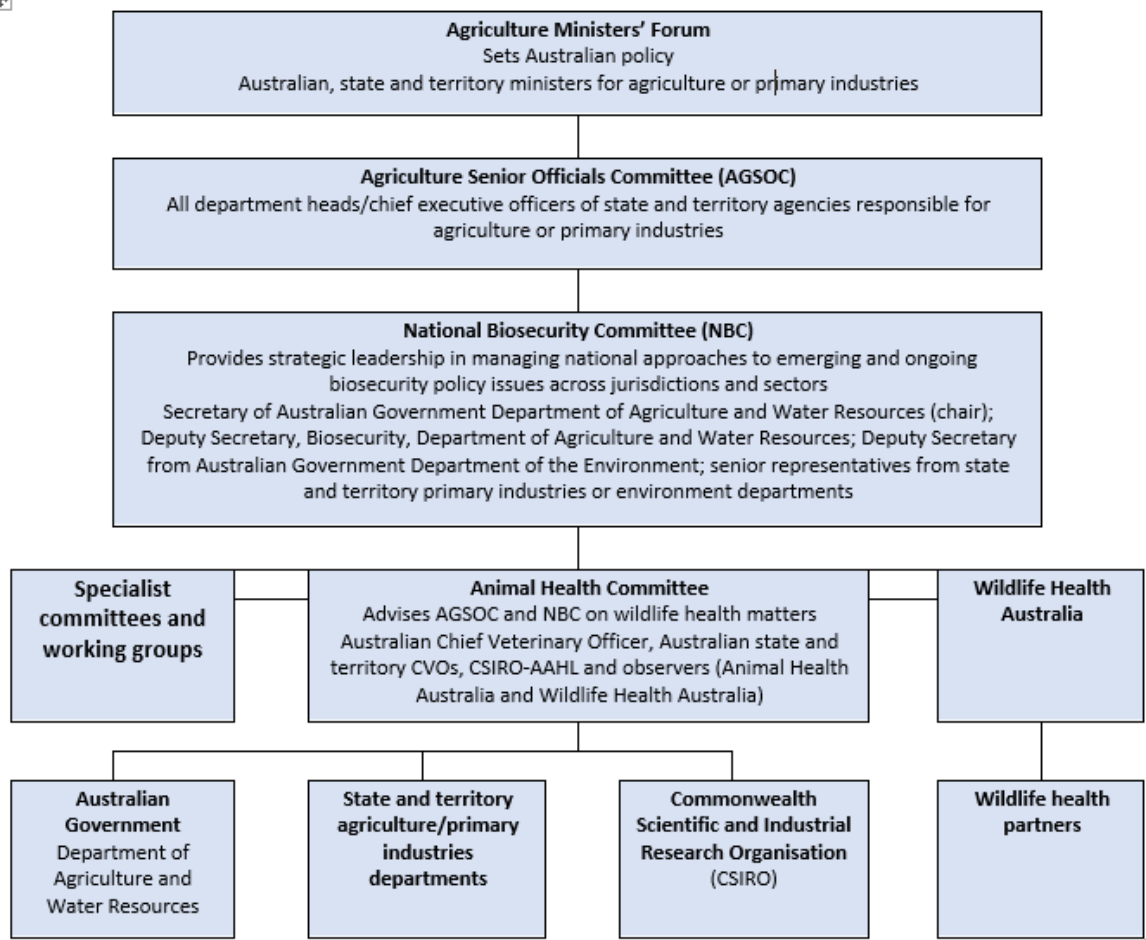 Agriculture Ministers' Forum
Sets Australian policy
Australian, state and territory ministers for agriculture or primary industries
Agriculture Senior Officials Committee (AGSOC)
All department heads/chief executive officers of state and territory agencies responsible for
agriculture or primary industries
National Biosecurity Committee (NBC)
Provides strategic leadership in managing national approaches to emerging and ongoing
biosecurity policy issues across jurisdictions and sectors
Secretary of Australian Government Department of Agriculture and Water Resources (chair);
Deputy Secretary, Biosecurity, Department of Agriculture and Water Resources; Deputy Secretary
from Australian Government Department of the Environment; senior representatives from state
and territory primary industries or environment departments
Specialist
committees and
working groups
Animal Health Committee
Advises AGSOC and NBC on wildlife health matters
Australian Chief Veterinary Officer, Australian state and
territory CVOs, CSIRO-AAHL and observers (Animal Health
Australia and Wildlife Health Australia)
Wildlife Health
Australia
Australian
Government
Department of
Agriculture and
Water Resources
State and territory
agriculture/primary
industries
departments
Commonwealth
Scientific and Industrial
Research Organisation
(CSIRO)
Wildlife health
partners